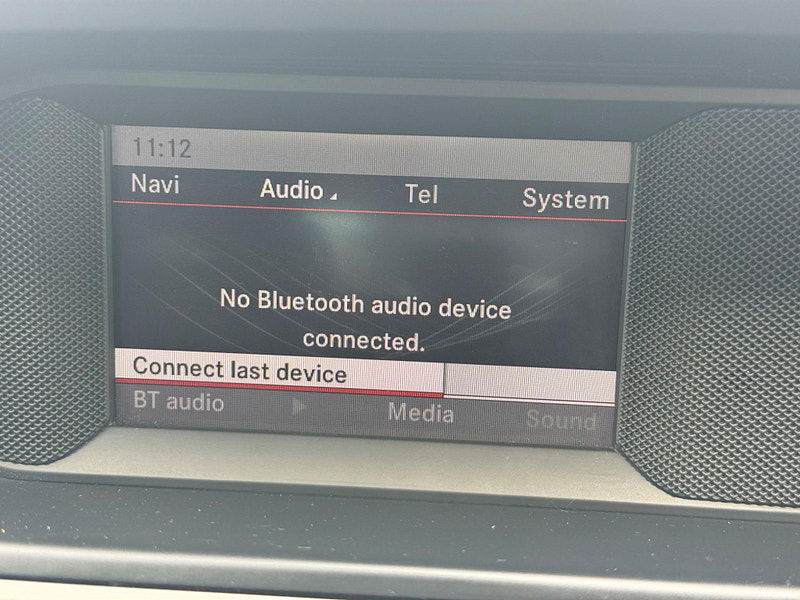 11:12
Navi Audio Tel System
No Bluetooth audio device
connected.
Connect last device
BT audio Media Sound